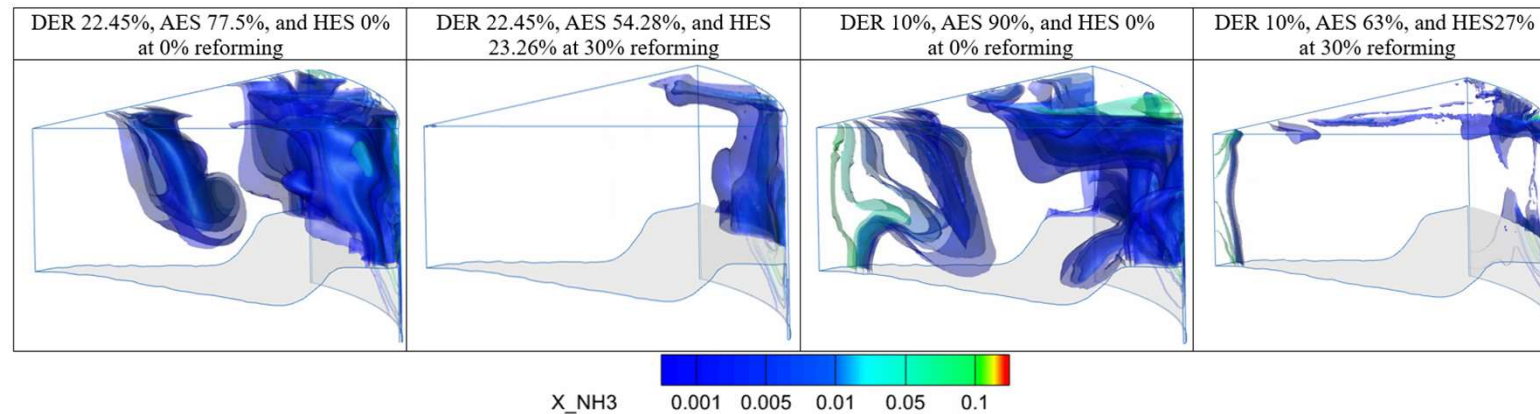 DER 22.45%, AES 77.5%, and HES 0%
at 0% reforming
DER 22.45%, AES 54.28%, and HES
23.26% at 30% reforming
DER 10%, AES 90%, and HES 0%
at 0% reforming
DER 10%, AES 63%, and HES27%
at 30% reforming
X_NH3
0.001 0.005 0.01 0.05 0.1